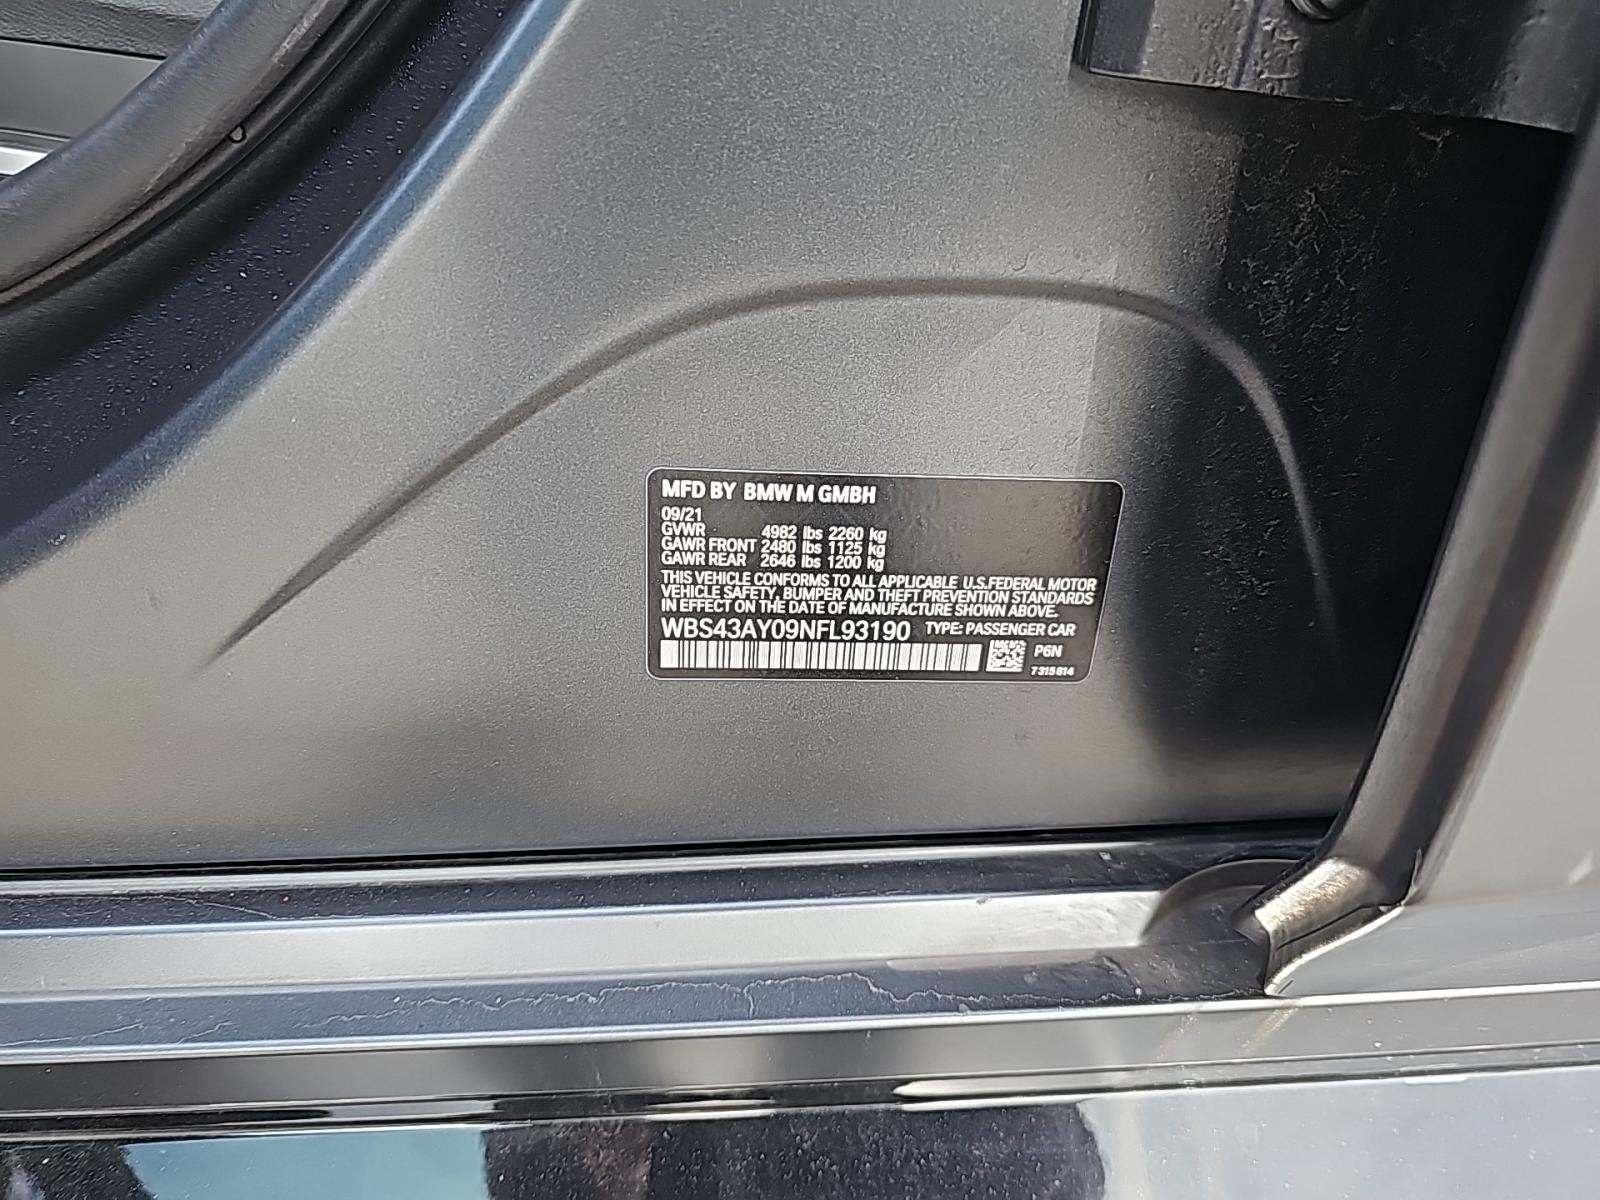 MFD BY BMW M GMBH
09/21
GVWR 4982 lbs 2260 kg
GAWR FRONT 2480 lbs 1125 kg
GAWR REAR 2646 lbs 1200 kg
THIS VEHICLE CONFORMS TO ALL APPLICABLE U.S.FEDERAL MOTOR
VEHICLE SAFETY, BUMPER AND THEFT PREVENTION STANDARDS
IN EFFECT ON THE DATE OF MANUFACTURE SHOWN ABOVE.
WBS43AY09NFL93190 TYPE: PASSENGER CAR
P6N
7315814